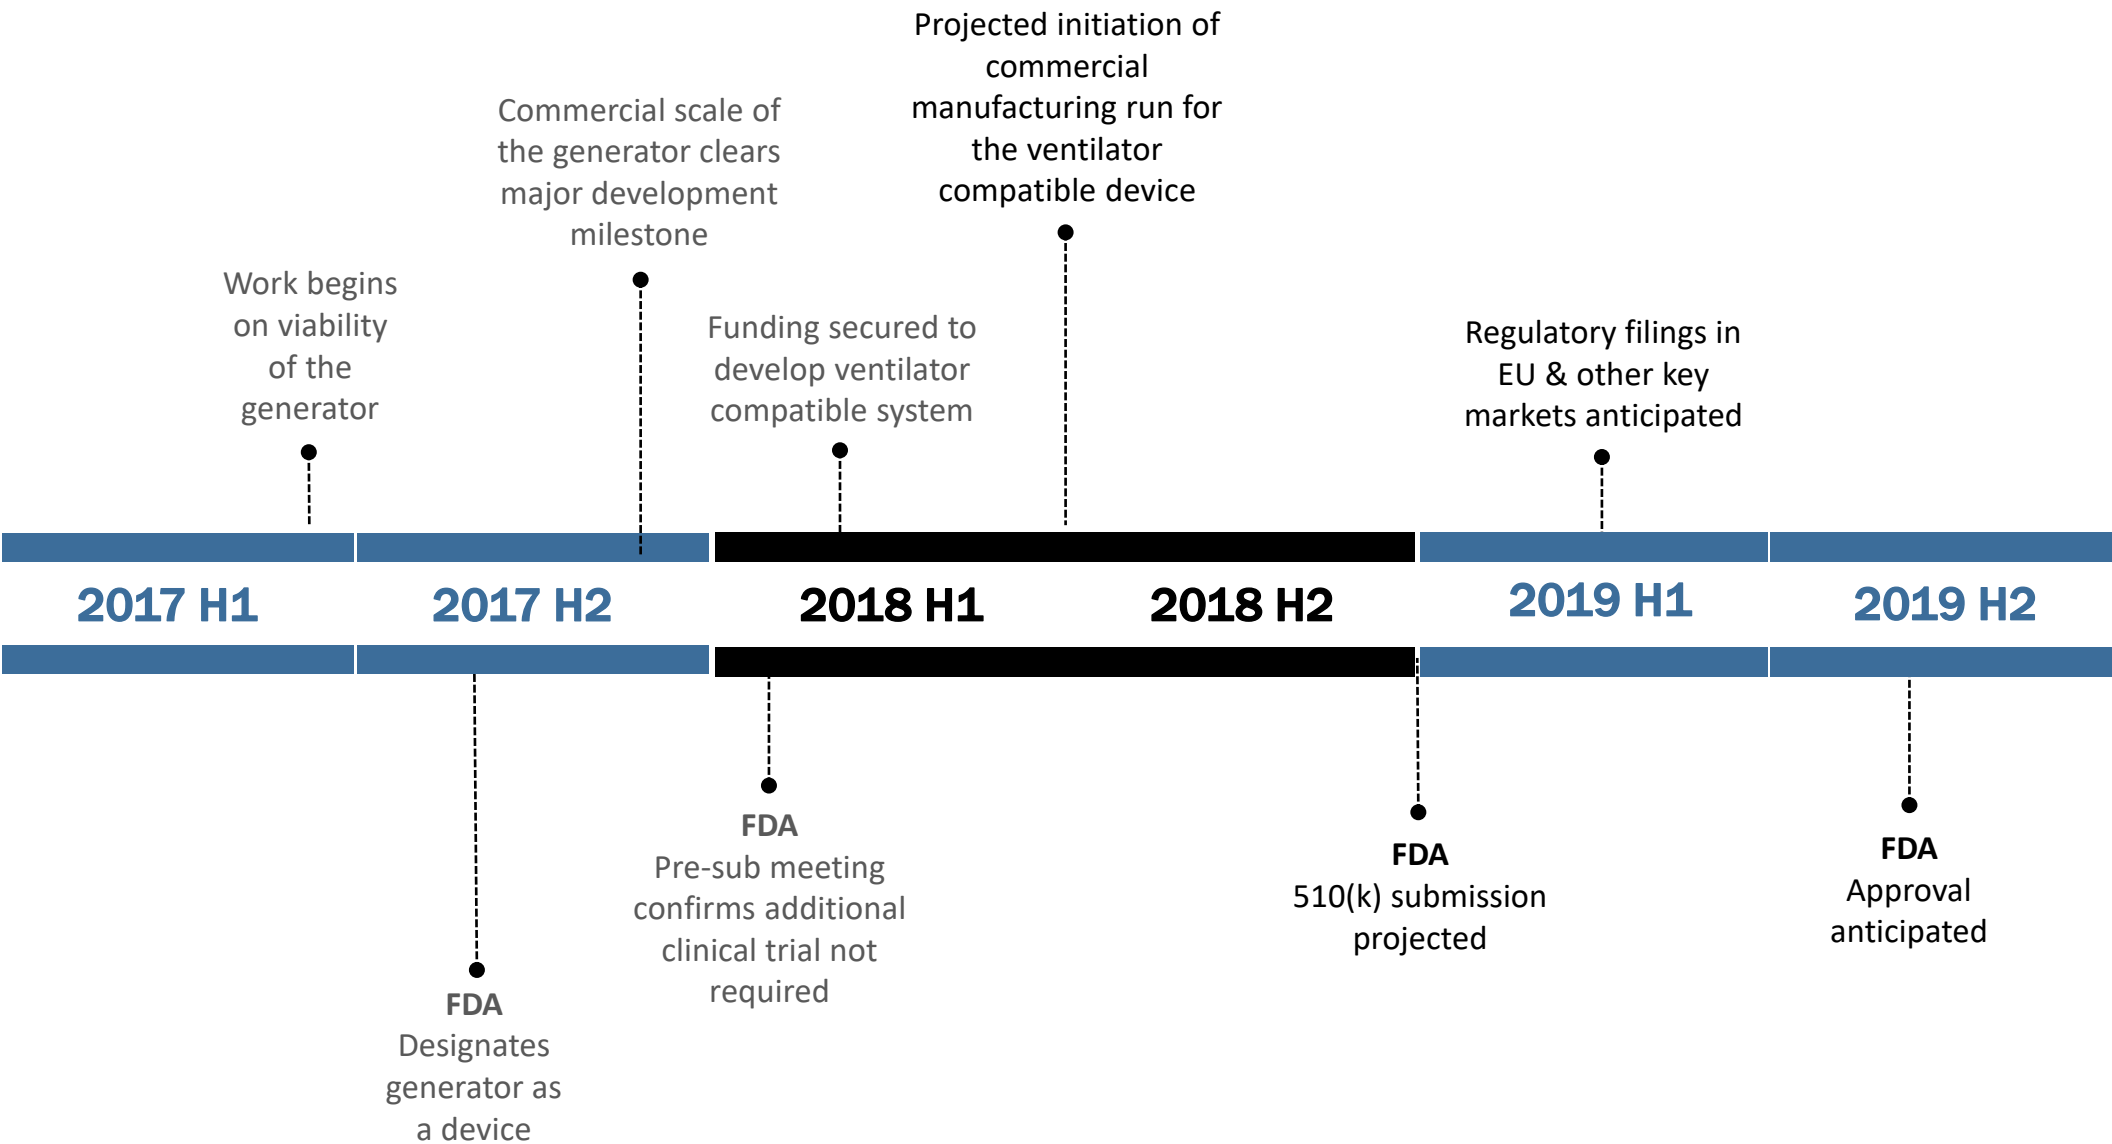 Projected initiation of
commercial
manufacturing run for
the ventilator
compatible device
Commercial scale of
the generator clears
major development
milestone
Work begins
on viability
of the
generator
Funding secured to
develop ventilator
compatible system
Regulatory filings in
EU & other key
markets anticipated
2017 H1
2017 H2
2018 H1
2018 H2
2019 H1
2019 H2
FDA
Designates
generator as
a device
FDA
Pre-sub meeting
confirms additional
clinical trial not
required
FDA
510(k) submission
projected
FDA
Approval
anticipated